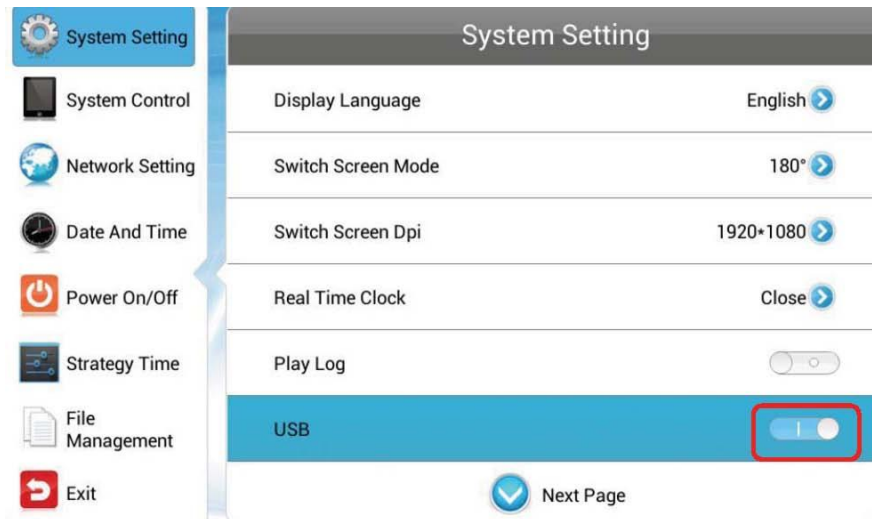 System Setting
System Control
Network Setting
Date And Time
Power On/Off
Strategy Time
File
Management
Exit
System Setting
Display Language English
Switch Screen Mode 180°
Switch Screen Dpi 1920*1080
Real Time Clock Close
Play Log
USB
Next Page